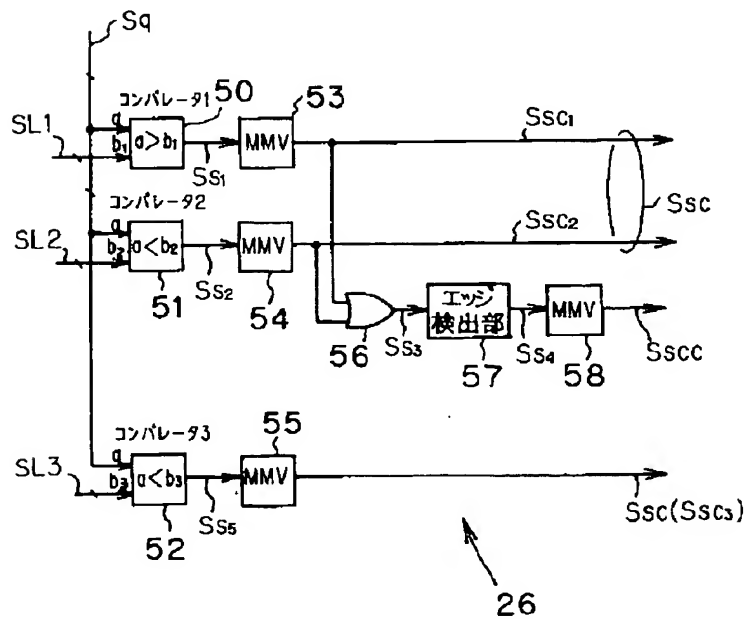 Sq
コンパレータ1
50
53
SL1
a
b1
a>b1
SS1
MMV
SSC1
コンパレータ2
SSC
SL2
a
b2
a<b2
SS2
MMV
SSC2
51
54
56
SS3
エッジ
検出部
57
SS4
MMV
58
SSCC
コンパレータ3
55
SL3
a
b3
a<b3
SS5
MMV
52
SSC(SSC3)
26